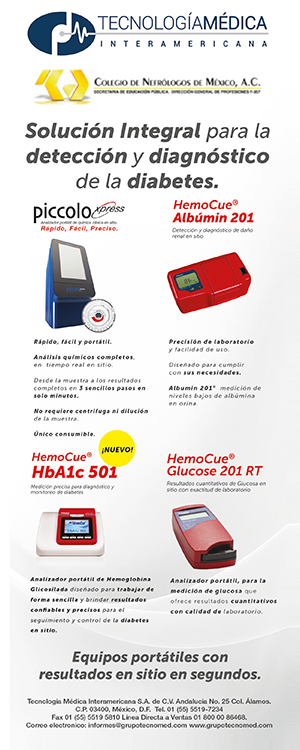 TECNOLOGÍAMÉDICA
INTERAMERICANA
COLEGIO DE NEFRÓLOGOS DE MÉXICO, A.C.
SECRETARIA DE EDUCACIÓN PÚBLICA. DIRECCIÓN GENERAL DE PROFESIONES F-357
Solución Integral para la
detección y diagnóstico
de la diabetes.
piccolo xpress
Analizador portátil de química clínica en sitio.
Rápido, Fácil, Preciso.
Rápido, fácil y portátil.
Análisis químicos completos,
en tiempo real en sitio.
Desde la muestra a los resultados
completos en 3 sencillos pasos en
solo minutos.
No requiere centrifuga ni dilución
de la muestra.
Único consumible.
HemoCue®
Albúmin 201
Detección y diagnóstico de daño
renal en sitio
Precisión de laboratorio
y facilidad de uso.
Diseñado para cumplir
con sus necesidades.
Albumin 201® medición de
niveles bajos de albúmina
en orina.
¡NUEVO!
HemoCue®
HbA1c 501
Medición precisa para diagnóstico y
monitoreo de diabetes
Analizador portátil de Hemoglobina
Glicosilada diseñado para trabajar de
forma sencilla y brindar resultados
confiables y precisos para el
seguimiento y control de la diabetes
en sitio.
HemoCue®
Glucose 201 RT
Resultados cuantitativos de Glucosa en
sitio con exactitud de laboratorio
Analizador portátil, para la
medición de glucosa que
ofrece resultados cuantitativos
con calidad de laboratorio.
Equipos portátiles con
resultados en sitio en segundos.
Tecnología Médica Interamericana S.A. de C.V. Andalucía No. 25 Col. Álamos.
C.P. 03400, México, D.F. Tel. 01 (55) 5519-7234
Fax 01 (55) 5519 5810 Línea Directa a Ventas 01 800 00 86468.
Correo electronico: informes@grupotecnomed.com www.grupotecnomed.com